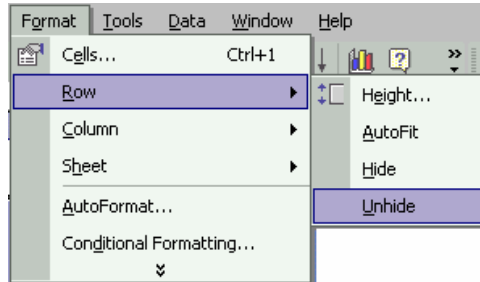 Format Tools Data Window Help
Cells... Ctrl+1
Row
Column
Sheet
AutoFormat...
Conditional Formatting...
Height...
AutoFit
Hide
Unhide